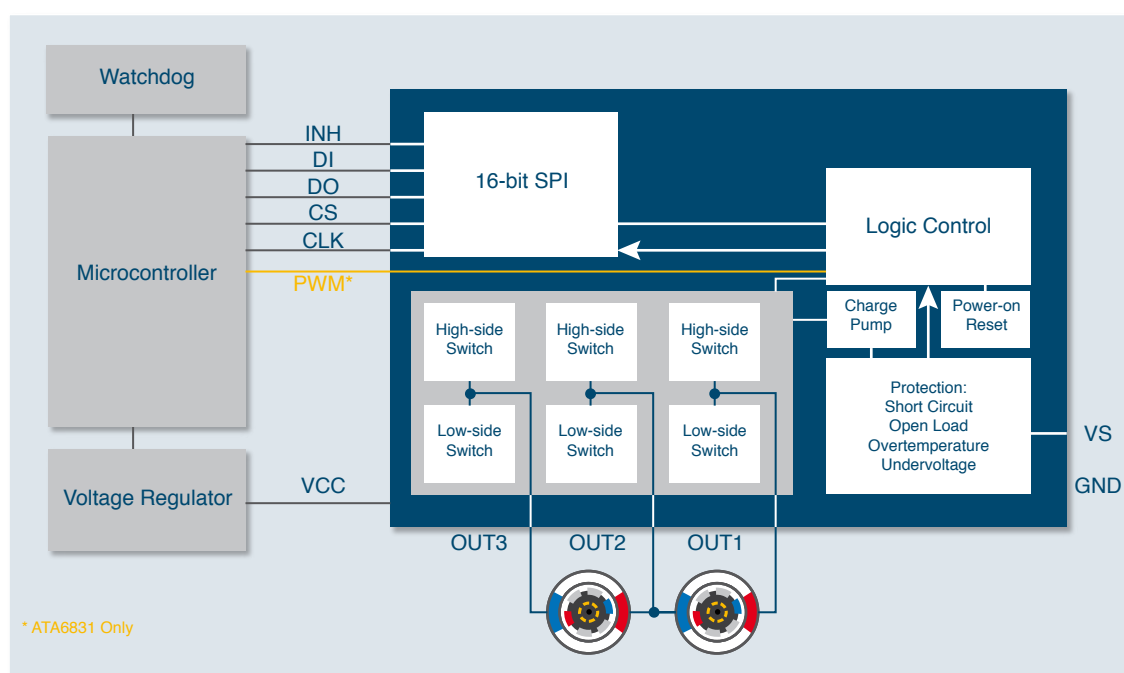 Watchdog
Microcontroller
Voltage Regulator
INH
DI
DO
CS
CLK
PWM*
VCC
16-bit SPI
Logic Control
Charge
Pump
Power-on
Reset
High-side
Switch
High-side
Switch
High-side
Switch
Low-side
Switch
Low-side
Switch
Low-side
Switch
Protection:
Short Circuit
Open Load
Overtemperature
Undervoltage
VS
GND
OUT3
OUT2
OUT1
* ATA6831 Only